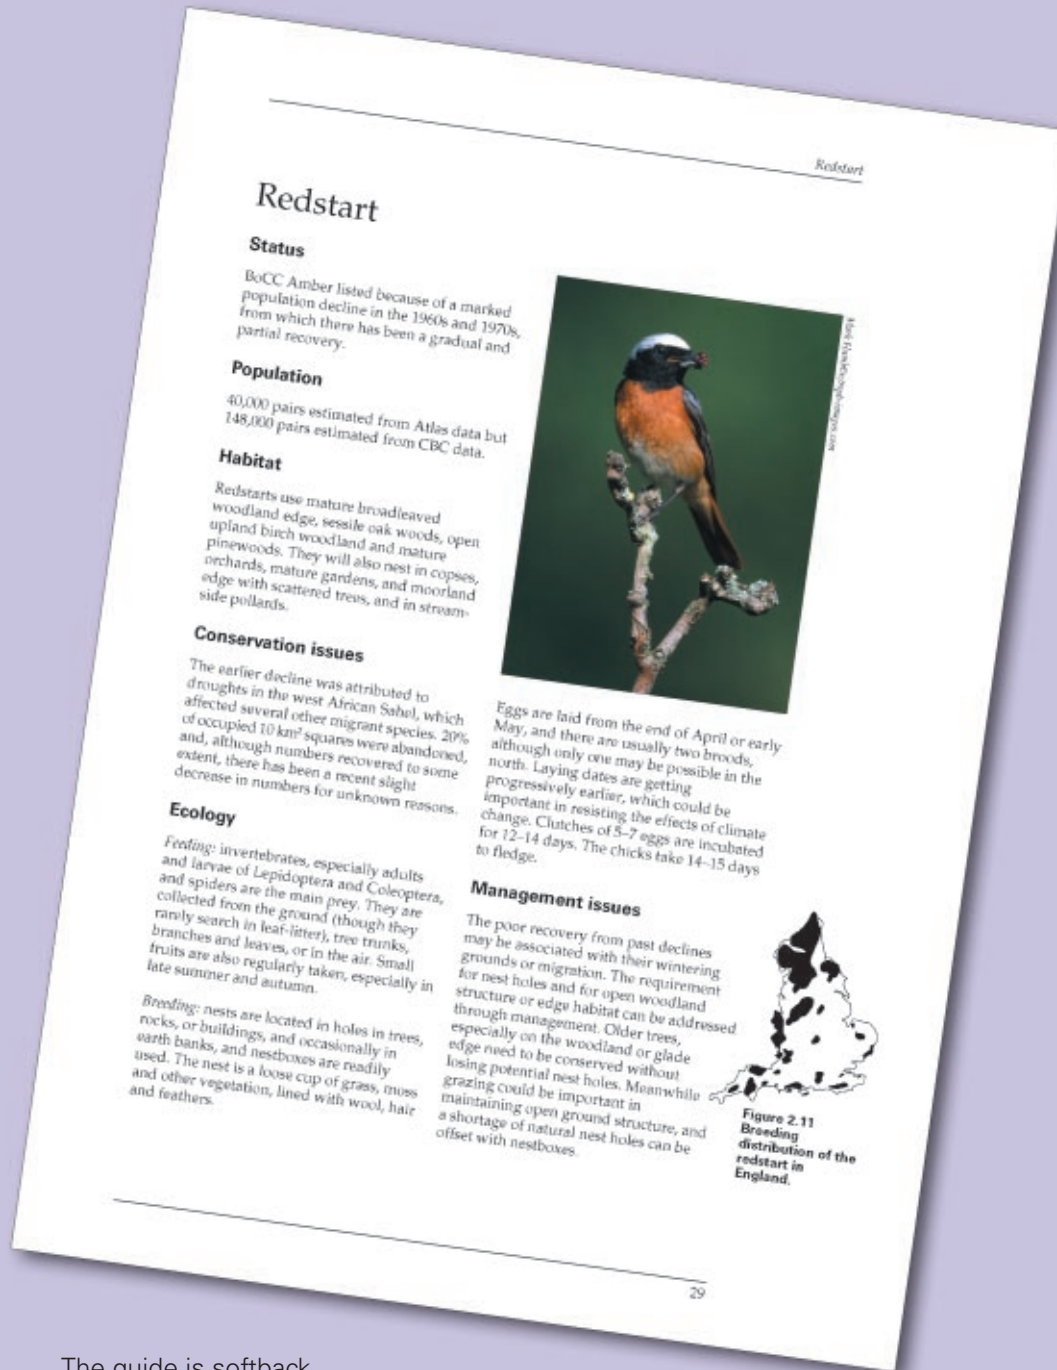 Redstart
Redstart
Status
BoCC Amber listed because of a marked
population decline in the 1960s and 1970s,
from which there has been a gradual and
partial recovery.
Population
40,000 pairs estimated from Atlas data but
148,000 pairs estimated from CBC data.
Habitat
Redstarts use mature broadleaved
woodland edge, sessile oak woods, open
upland birch woodland and mature
pinewoods. They will also nest in copses,
orchards, mature gardens, and moorland
edge with scattered trees, and in stream-
side pollards.
Conservation issues
The earlier decline was attributed to
droughts in the west African Sahel, which
affected several other migrant species. 20%
of occupied 10 km² squares were abandoned,
and, although numbers recovered to some
extent, there has been a recent slight
decrease in numbers for unknown reasons.
Ecology
Feeding: invertebrates, especially adults
and larvae of Lepidoptera and Coleoptera,
and spiders are the main prey. They are
collected from the ground (though they
rarely search in leaf-litter), tree trunks,
branches and leaves, or in the air. Small
fruits are also regularly taken, especially in
late summer and autumn.
Breeding: nests are located in holes in trees,
rocks, or buildings, and occasionally in
earth banks, and nestboxes are readily
used. The nest is a loose cup of grass, moss
and other vegetation, lined with wool, hair
and feathers.
Eggs are laid from the end of April or early
May, and there are usually two broods,
although only one may be possible in the
north. Laying dates are getting
progressively earlier, which could be
important in resisting the effects of climate
change. Clutches of 5–7 eggs are incubated
for 12–14 days. The chicks take 14–15 days
to fledge.
Management issues
The poor recovery from past declines
may be associated with their wintering
grounds or migration. The requirement
for nest holes and for open woodland
structure or edge habitat can be addressed
through management. Older trees,
especially on the woodland or glade
edge need to be conserved without
losing potential nest holes. Meanwhile
grazing could be important in
maintaining open ground structure, and
a shortage of natural nest holes can be
offset with nestboxes.
Figure 2.11
Breeding
distribution of the
redstart in
England.
29
The guide is softback